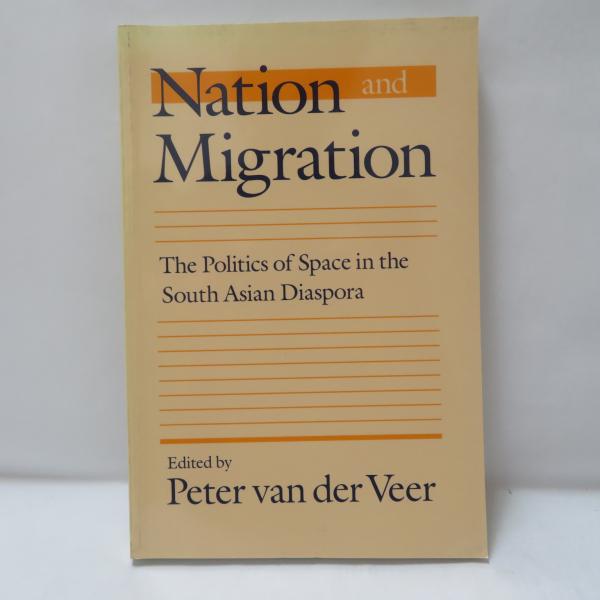 Nation and
Migration
The Politics of Space in the
South Asian Diaspora
Edited by
Peter van der Veer